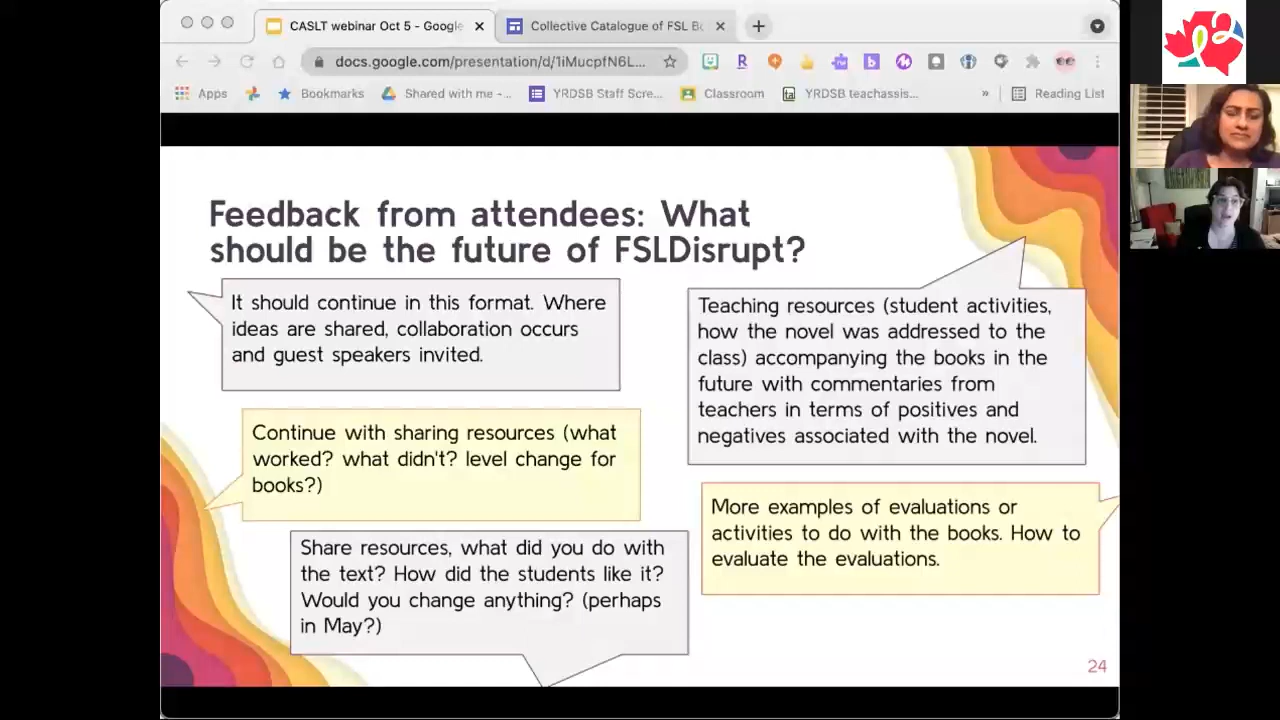 CASLT webinar Oct 5 - Google
Collective Catalogue of FSL Bo
docs.google.com/presentation/d/1iMucpfN6L...
Apps
Bookmarks
Shared with me -...
YRDSB Staff Scre...
Classroom
YRDSB teachassis...
»
Reading List
Feedback from attendees: What
should be the future of FSLDisrupt?
It should continue in this format. Where
ideas are shared, collaboration occurs
and guest speakers invited.
Continue with sharing resources (what
worked? what didn't? level change for
books?)
Share resources, what did you do with
the text? How did the students like it?
Would you change anything? (perhaps
in May?)
Teaching resources (student activities,
how the novel was addressed to the
class) accompanying the books in the
future with commentaries from
teachers in terms of positives and
negatives associated with the novel.
More examples of evaluations or
activities to do with the books. How to
evaluate the evaluations.
24